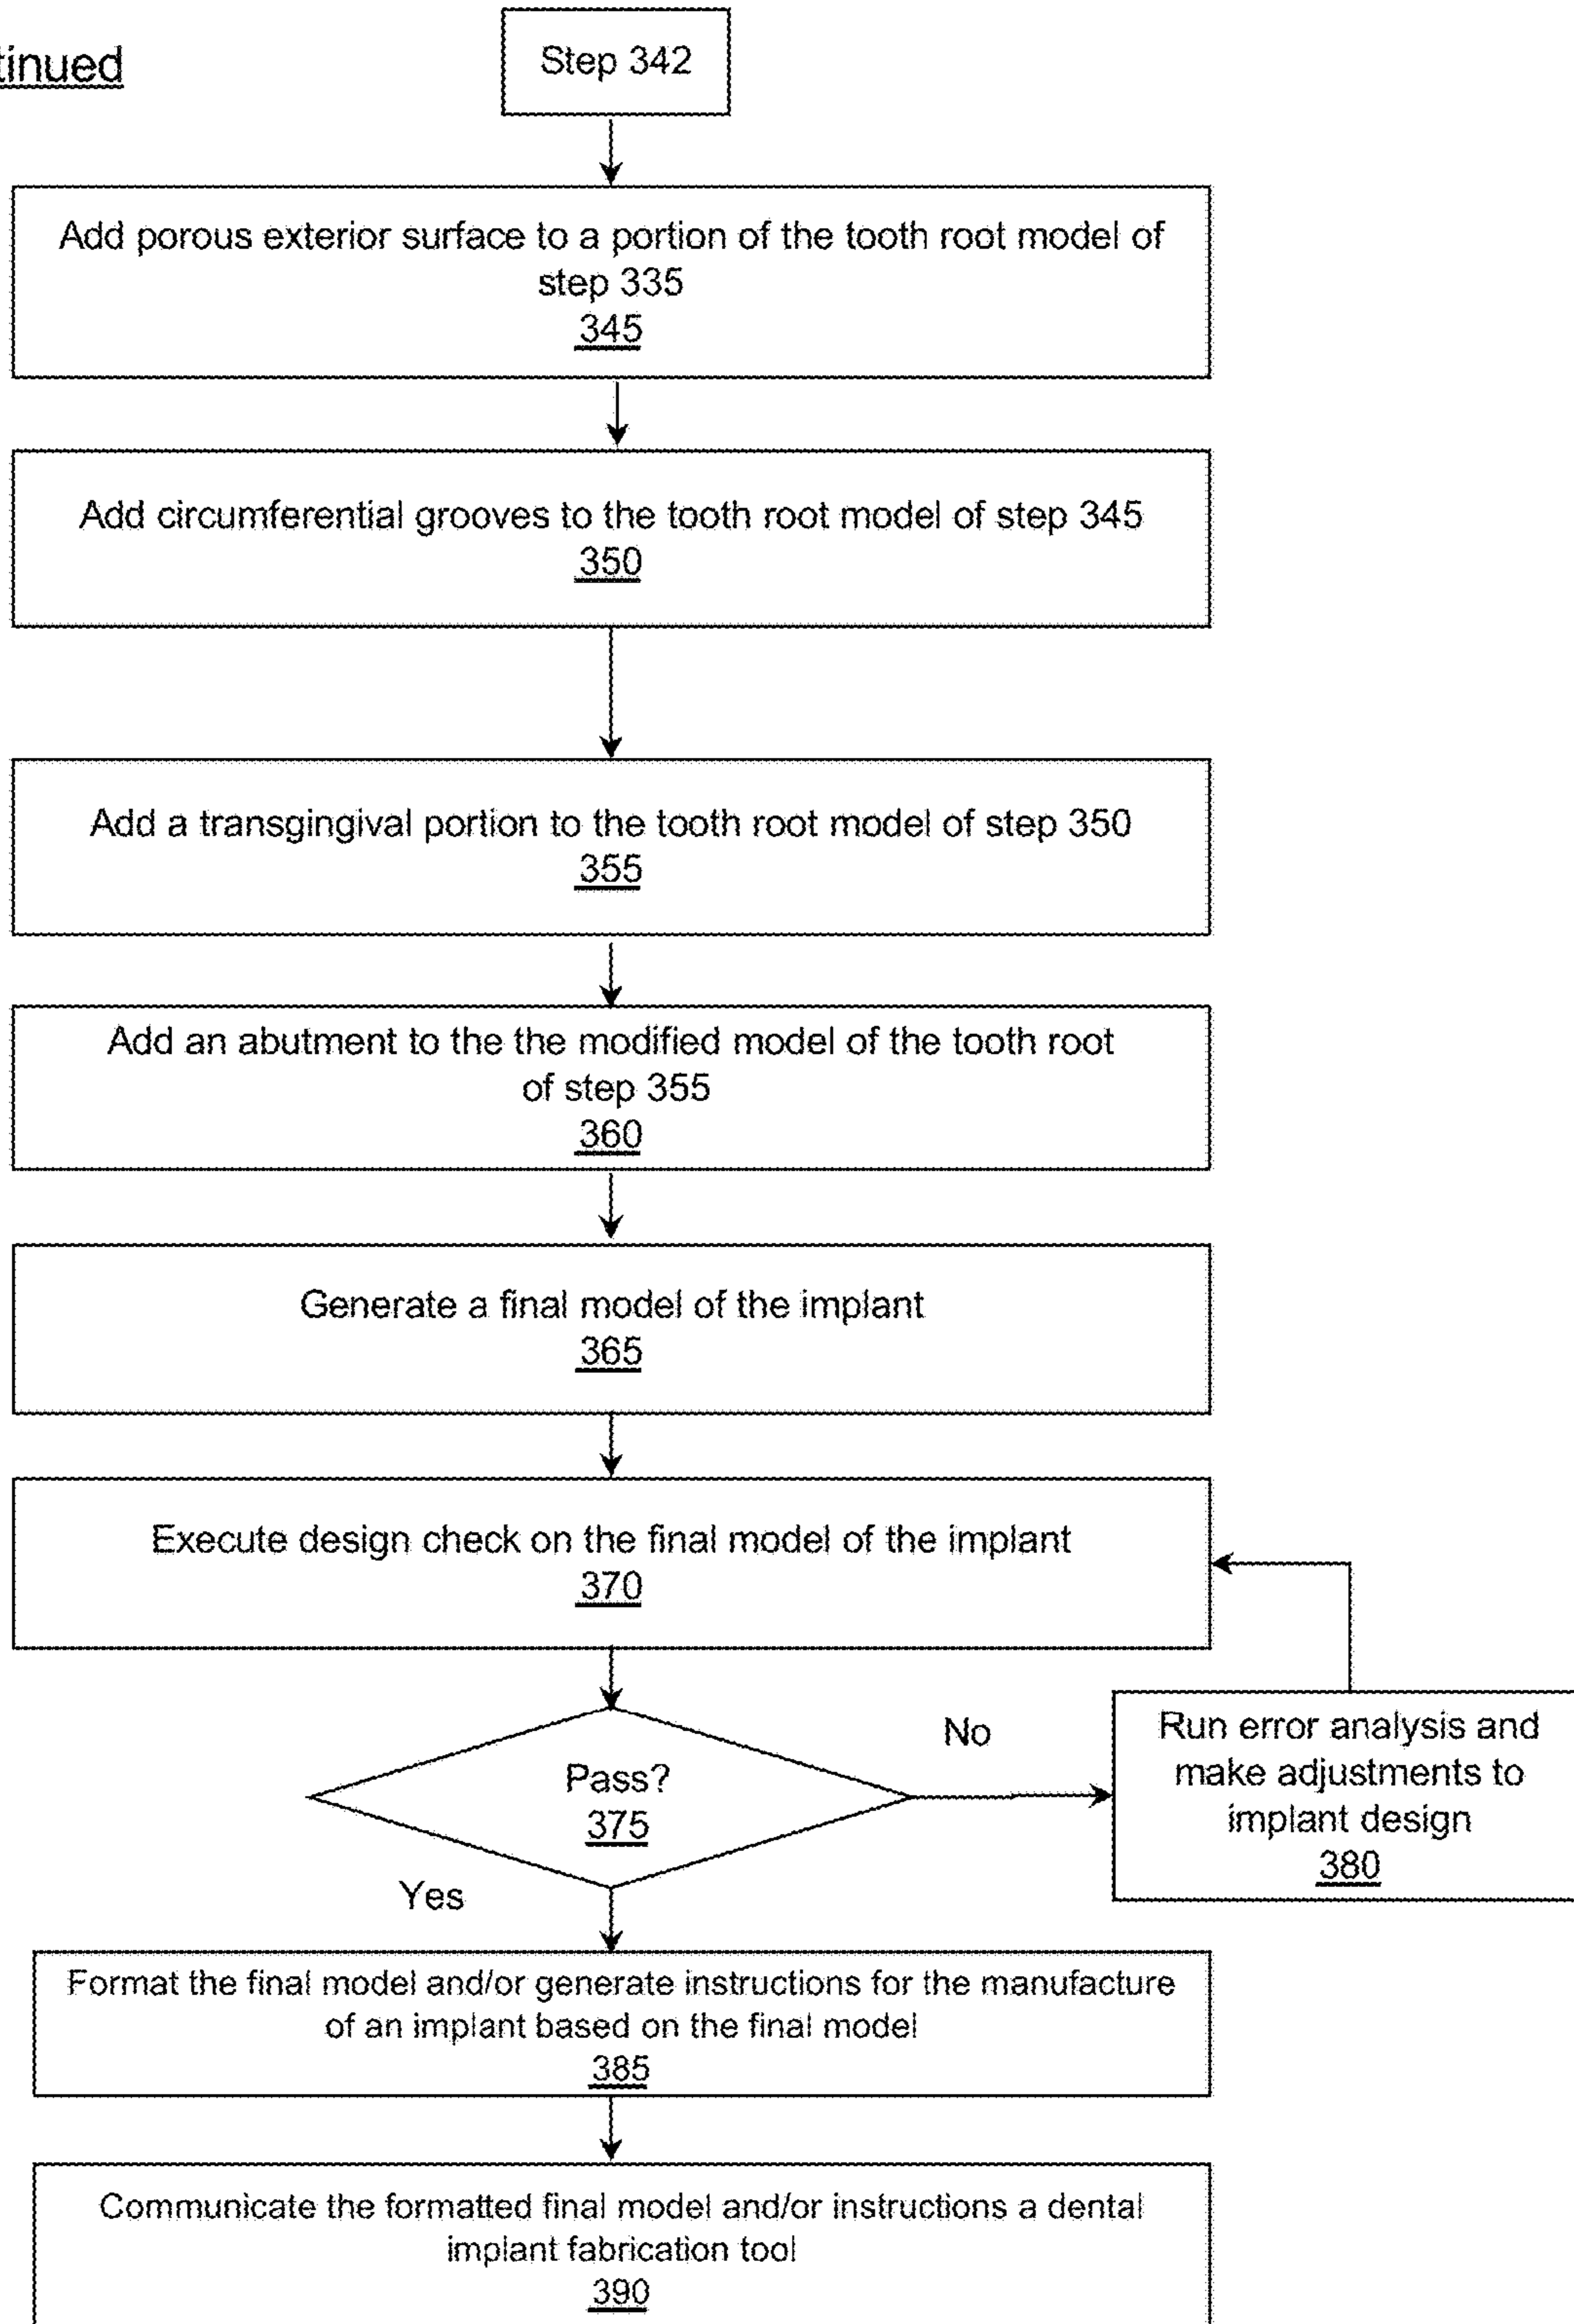 tinued
Step 342
Add porous exterior surface to a portion of the tooth root model of
step 335
345
Add circumferential grooves to the tooth root model of step 345
350
Add a transgingival portion to the tooth root model of step 350
355
Add an abutment to the the modified model of the tooth root
of step 355
360
Generate a final model of the implant
365
Execute design check on the final model of the implant
370
Pass?
375
No
Run error analysis and
make adjustments to
implant design
380
Yes
Format the final model and/or generate instructions for the manufacture
of an implant based on the final model
385
Communicate the formatted final model and/or instructions a dental
implant fabrication tool
390